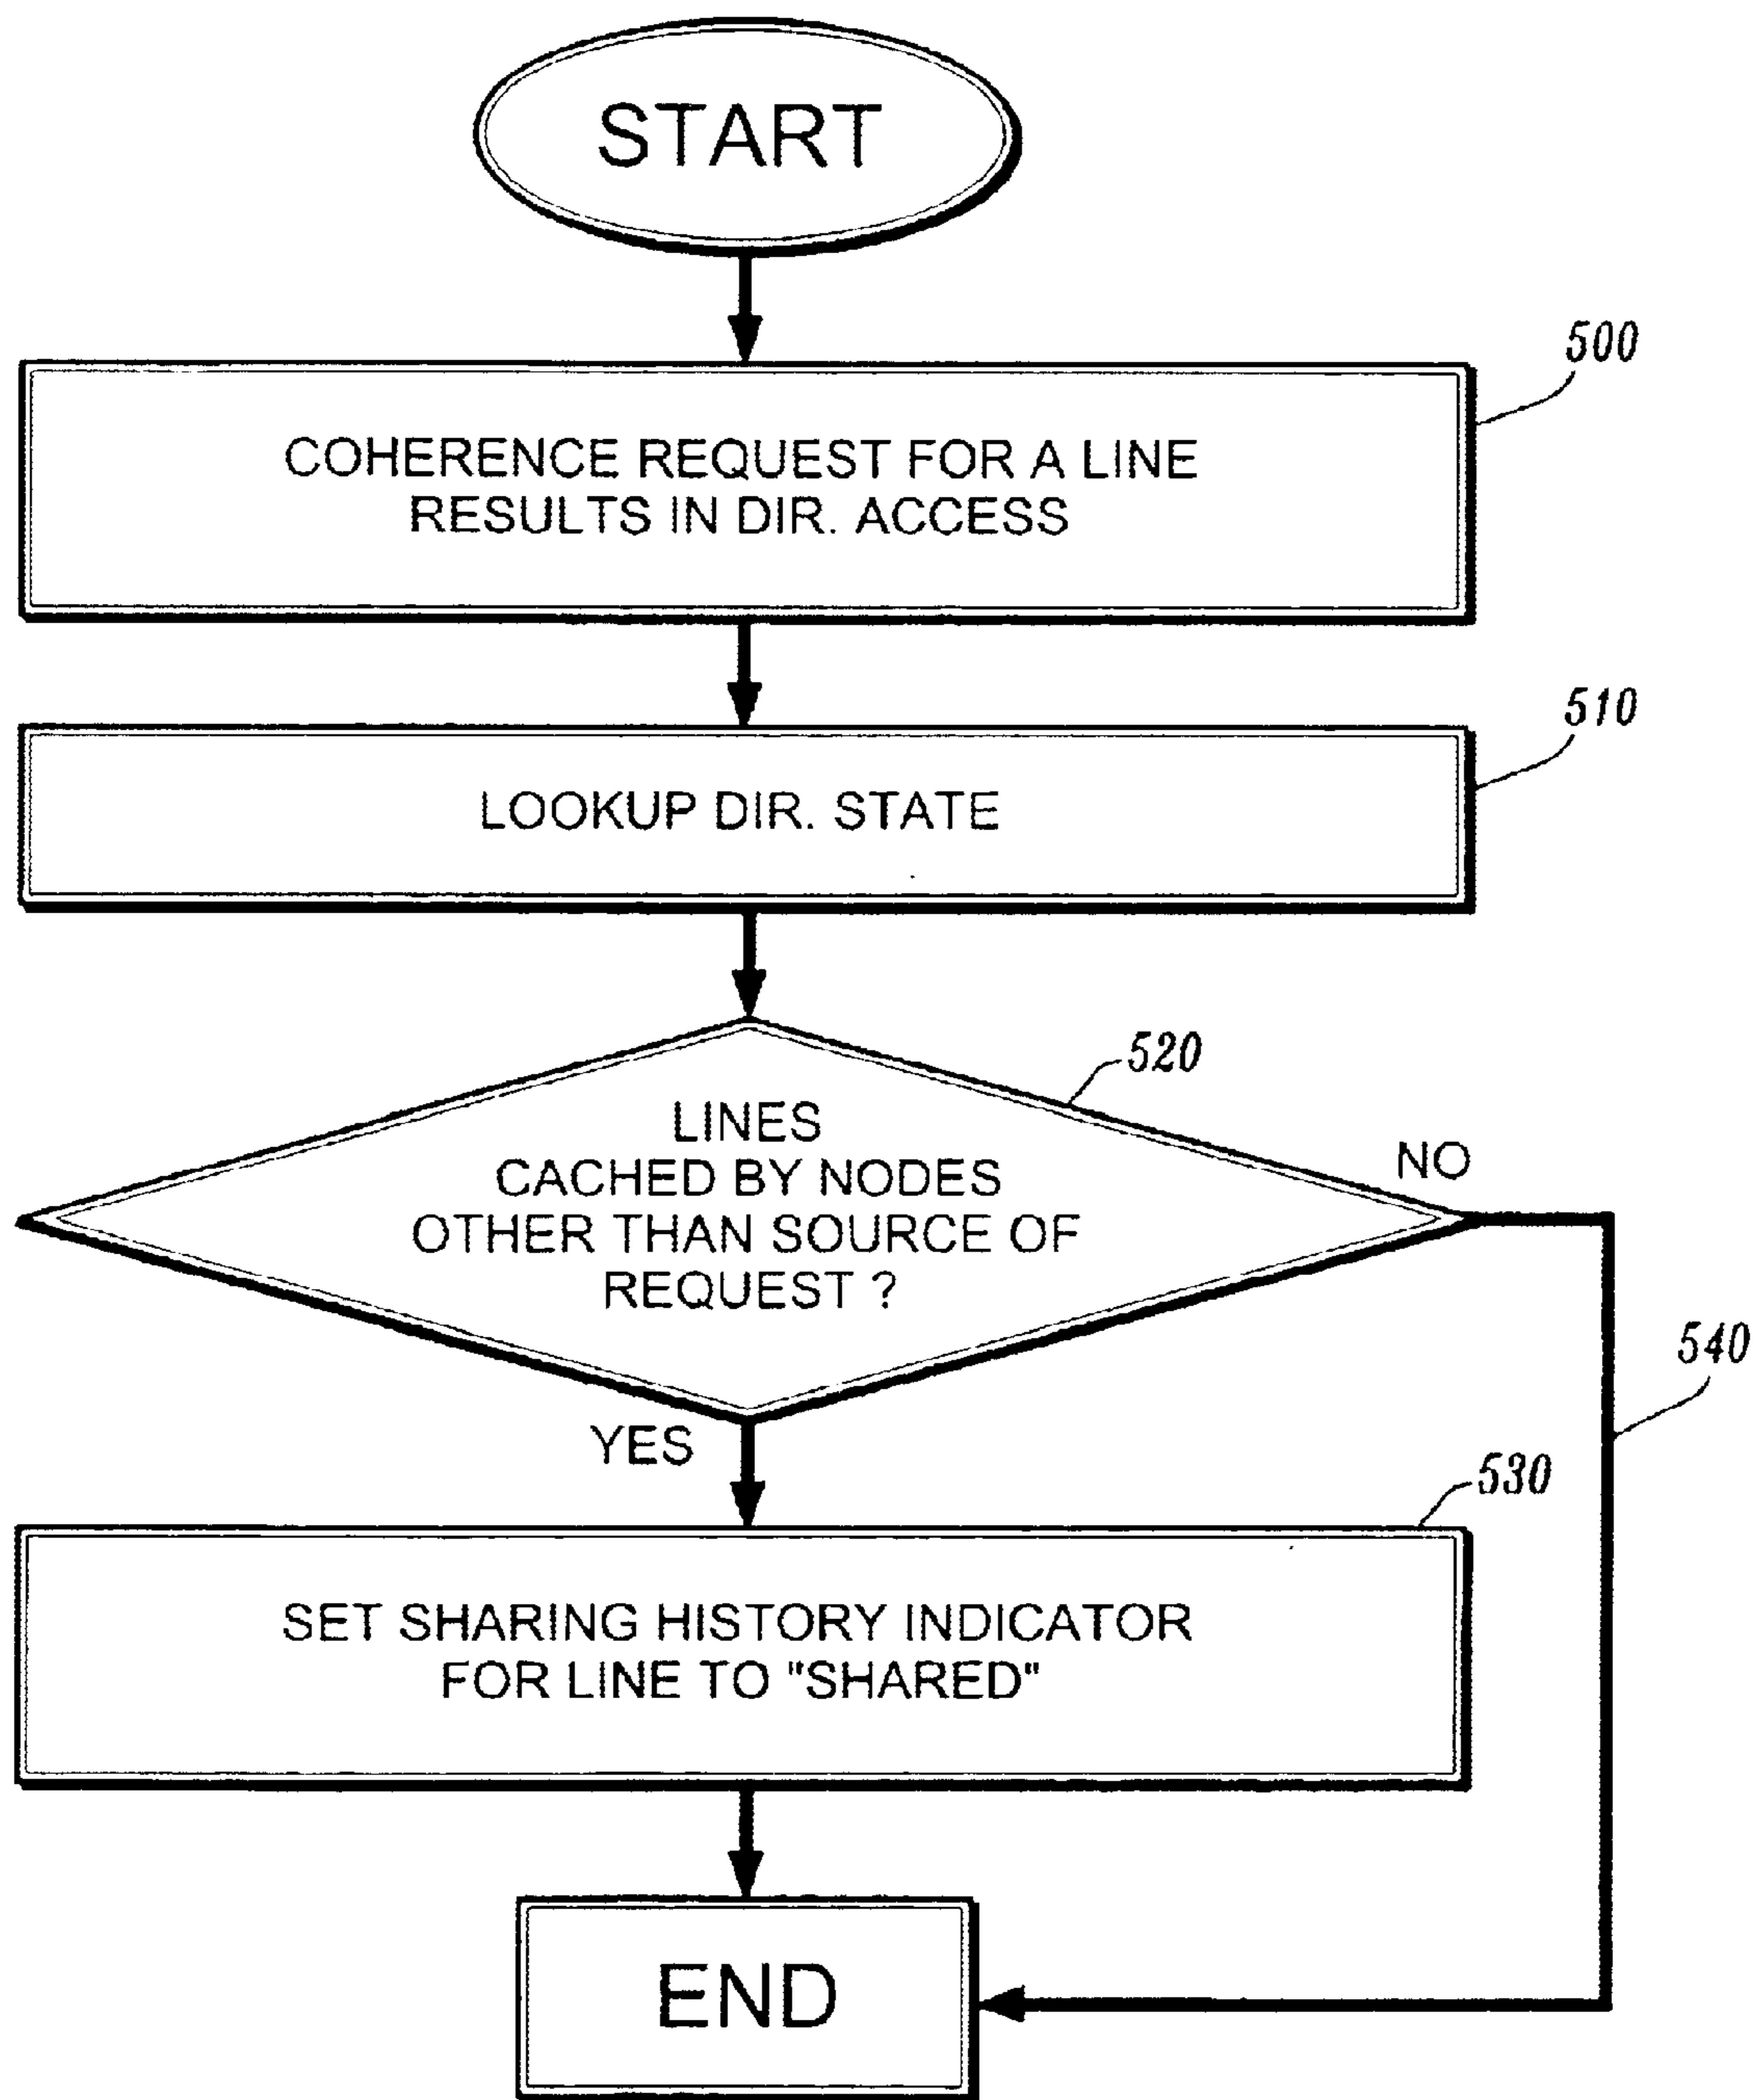 START
500
COHERENCE REQUEST FOR A LINE
RESULTS IN DIR. ACCESS
510
LOOKUP DIR. STATE
520
LINES
CACHED BY NODES
OTHER THAN SOURCE OF
REQUEST ?
NO
540
YES
530
SET SHARING HISTORY INDICATOR
FOR LINE TO "SHARED"
END